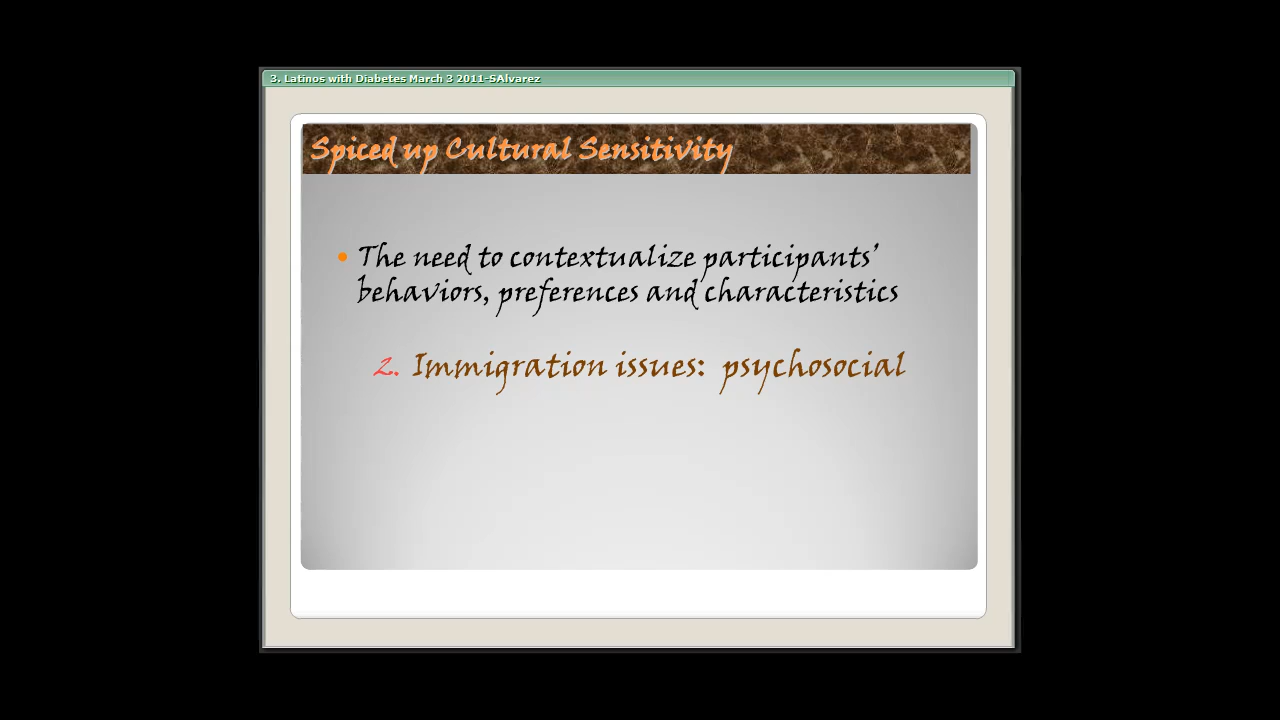 3. Latinos with Diabetes March 3 2011-SAlvarez
Spiced up Cultural Sensitivity
• The need to contextualize participants’
behaviors, preferences and characteristics
2. Immigration issues: psychosocial